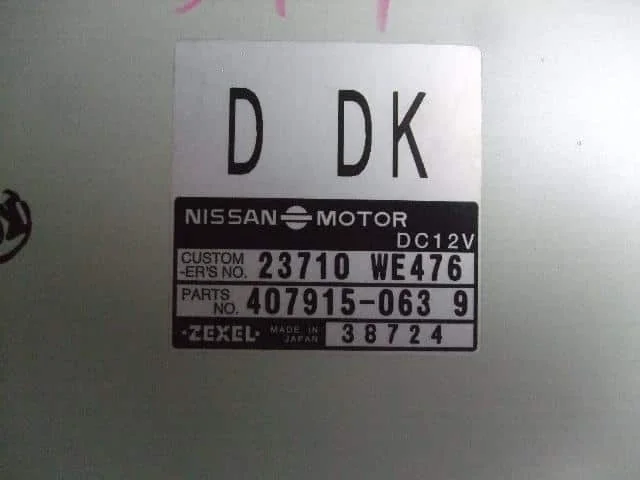 D DK
NISSAN MOTOR
DC12V
CUSTOM
-ER'S NO. 23710 WE476
PARTS
NO. 407915-063 9
·ZEXEL· MADE IN
JAPAN 38724